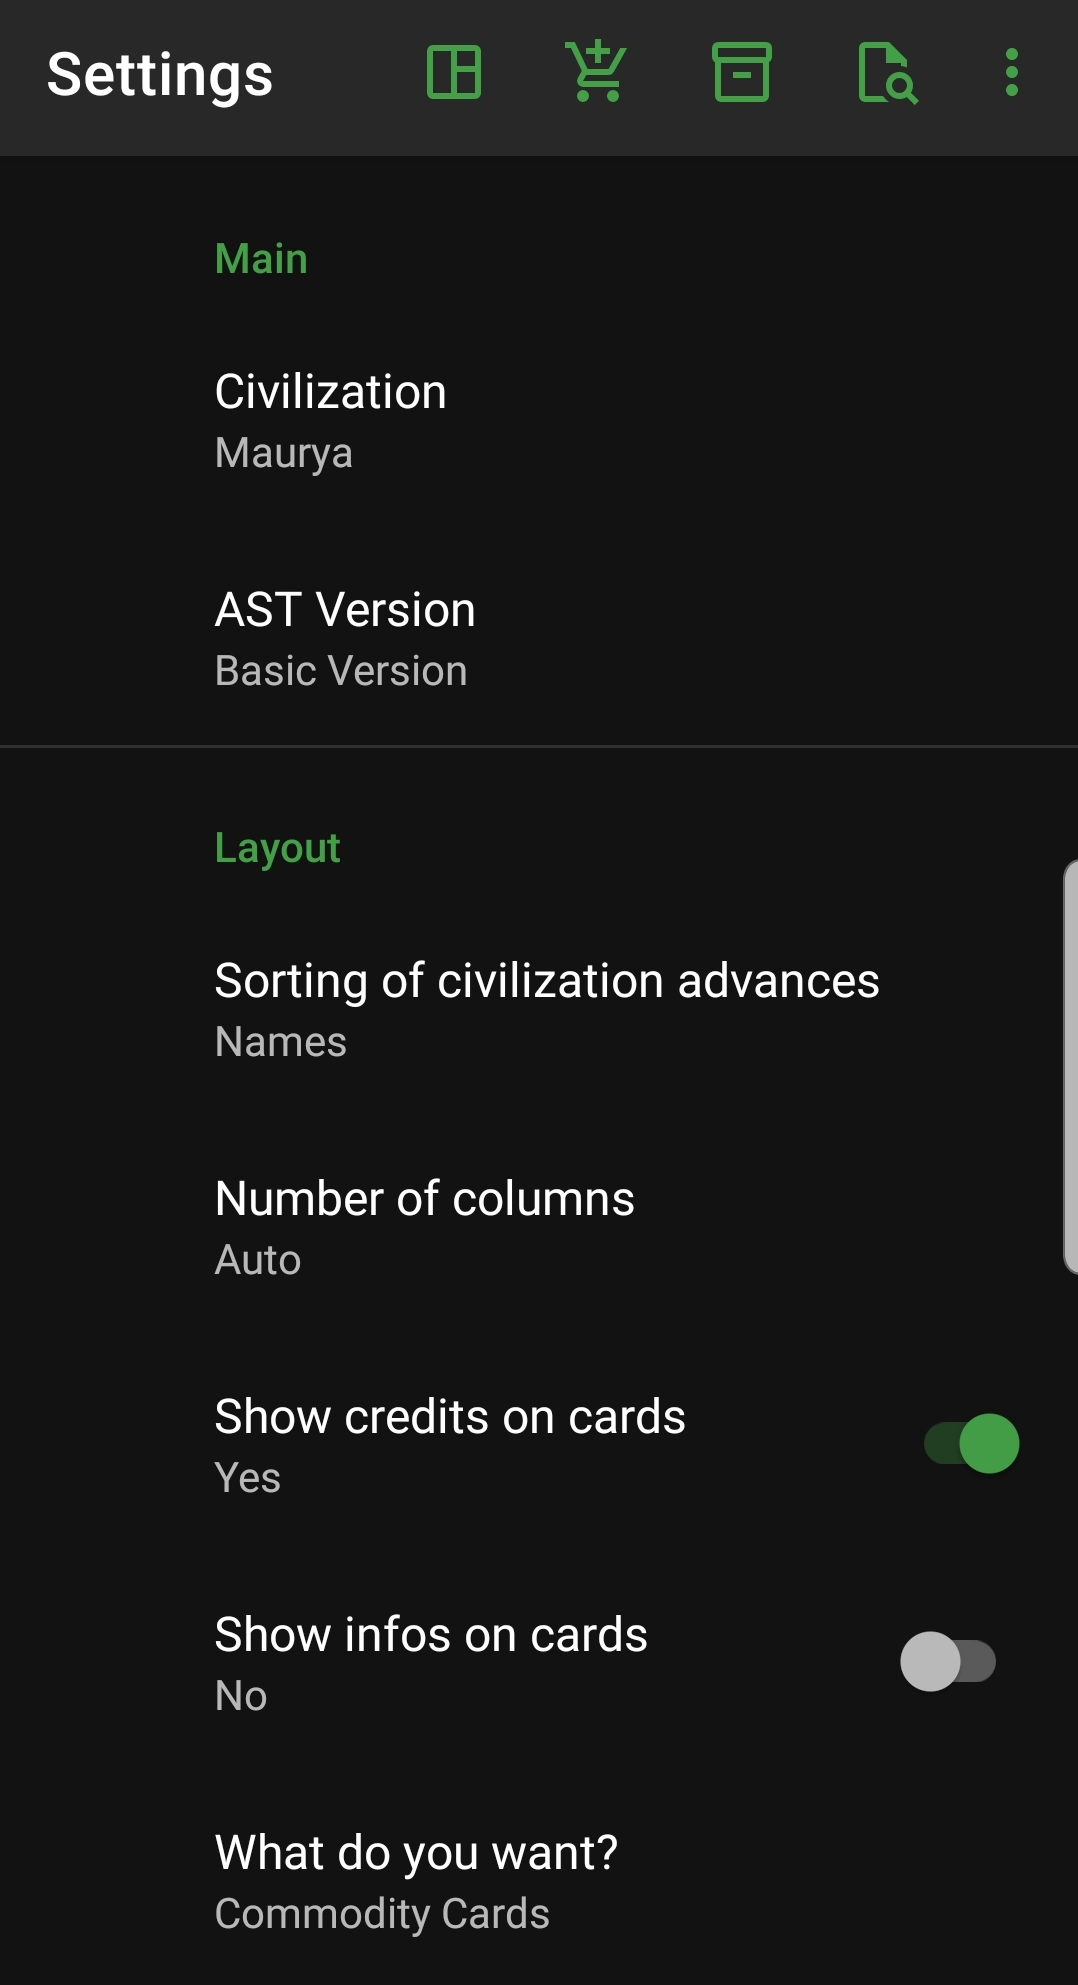 Settings
Main
Civilization
Maurya
AST Version
Basic Version
Layout
Sorting of civilization advances
Names
Number of columns
Auto
Show credits on cards
Yes
Show infos on cards
No
What do you want?
Commodity Cards